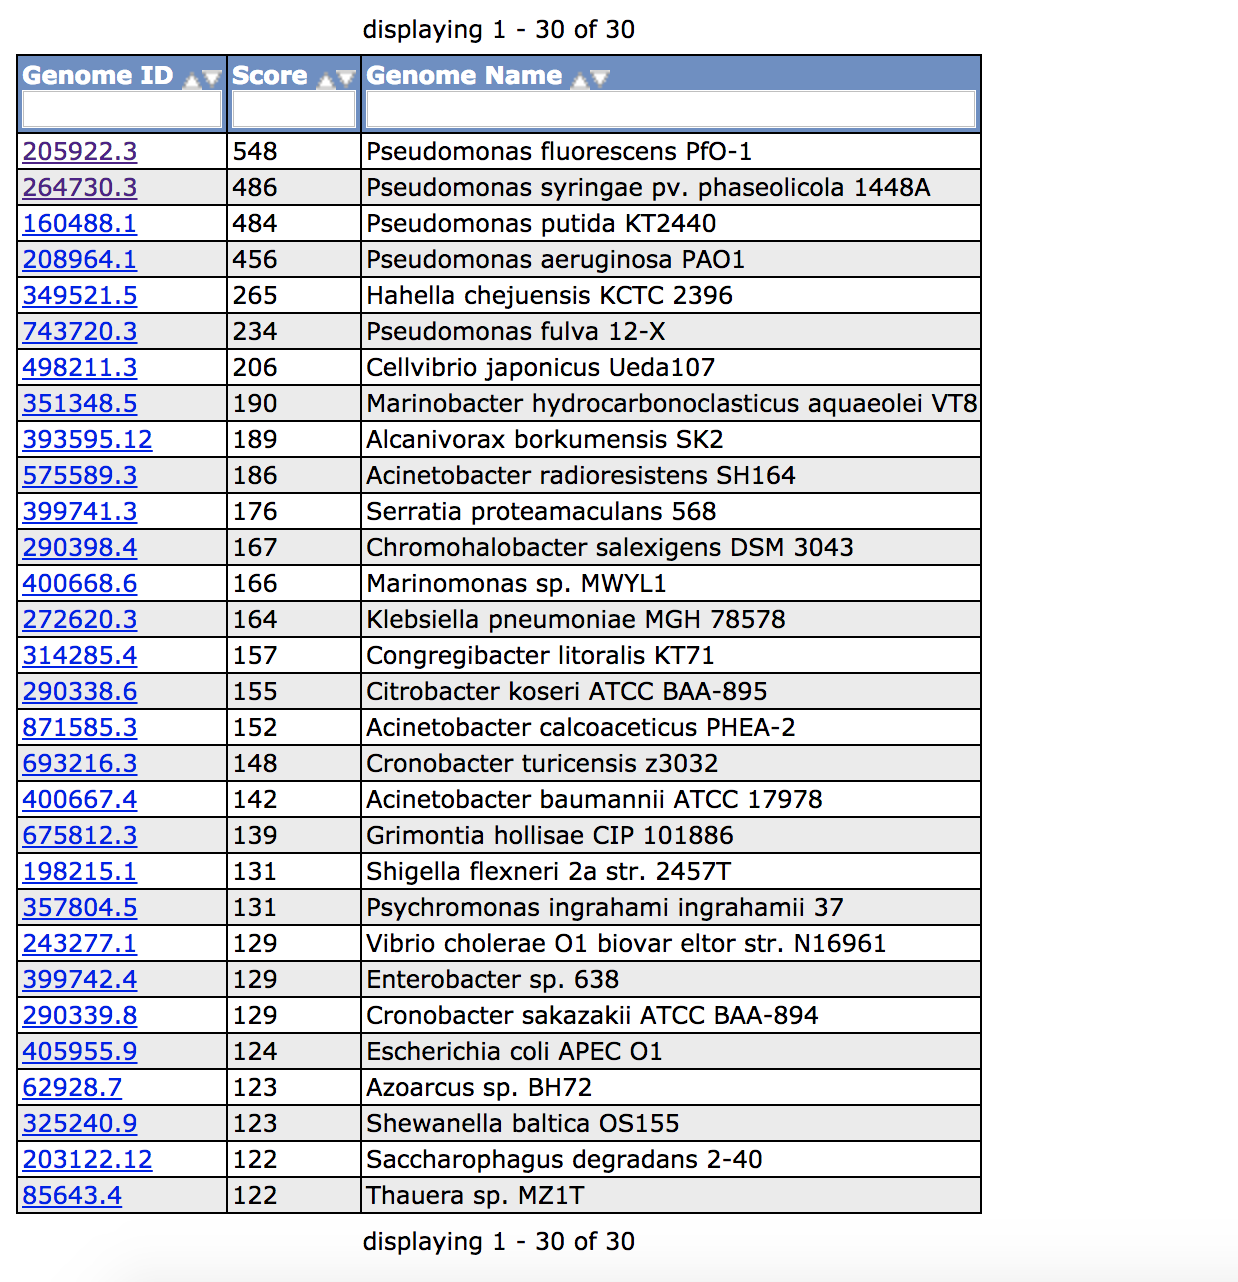 displaying 1 - 30 of 30
Genome ID Score Genome Name
205922.3 548 Pseudomonas fluorescens PfO-1
264730.3 486 Pseudomonas syringae pv. phaseolicola 1448A
160488.1 484 Pseudomonas putida KT2440
208964.1 456 Pseudomonas aeruginosa PAO1
349521.5 265 Hahella chejuensis KCTC 2396
743720.3 234 Pseudomonas fulva 12-X
498211.3 206 Cellvibrio japonicus Ueda107
351348.5 190 Marinobacter hydrocarbonoclasticus aquaeolei VT8
393595.12 189 Alcanivorax borkumensis SK2
575589.3 186 Acinetobacter radioresistens SH164
399741.3 176 Serratia proteamaculans 568
290398.4 167 Chromohalobacter salexigens DSM 3043
400668.6 166 Marinomonas sp. MWYL1
272620.3 164 Klebsiella pneumoniae MGH 78578
314285.4 157 Congregibacter litoralis KT71
290338.6 155 Citrobacter koseri ATCC BAA-895
871585.3 152 Acinetobacter calcoaceticus PHEA-2
693216.3 148 Cronobacter turicensis z3032
400667.4 142 Acinetobacter baumannii ATCC 17978
675812.3 139 Grimontia hollisae CIP 101886
198215.1 131 Shigella flexneri 2a str. 2457T
357804.5 131 Psychromonas ingrahami ingrahamii 37
243277.1 129 Vibrio cholerae O1 biovar eltor str. N16961
399742.4 129 Enterobacter sp. 638
290339.8 129 Cronobacter sakazakii ATCC BAA-894
405955.9 124 Escherichia coli APEC O1
62928.7 123 Azoarcus sp. BH72
325240.9 123 Shewanella baltica OS155
203122.12 122 Saccharophagus degradans 2-40
85643.4 122 Thauera sp. MZ1T
displaying 1 - 30 of 30